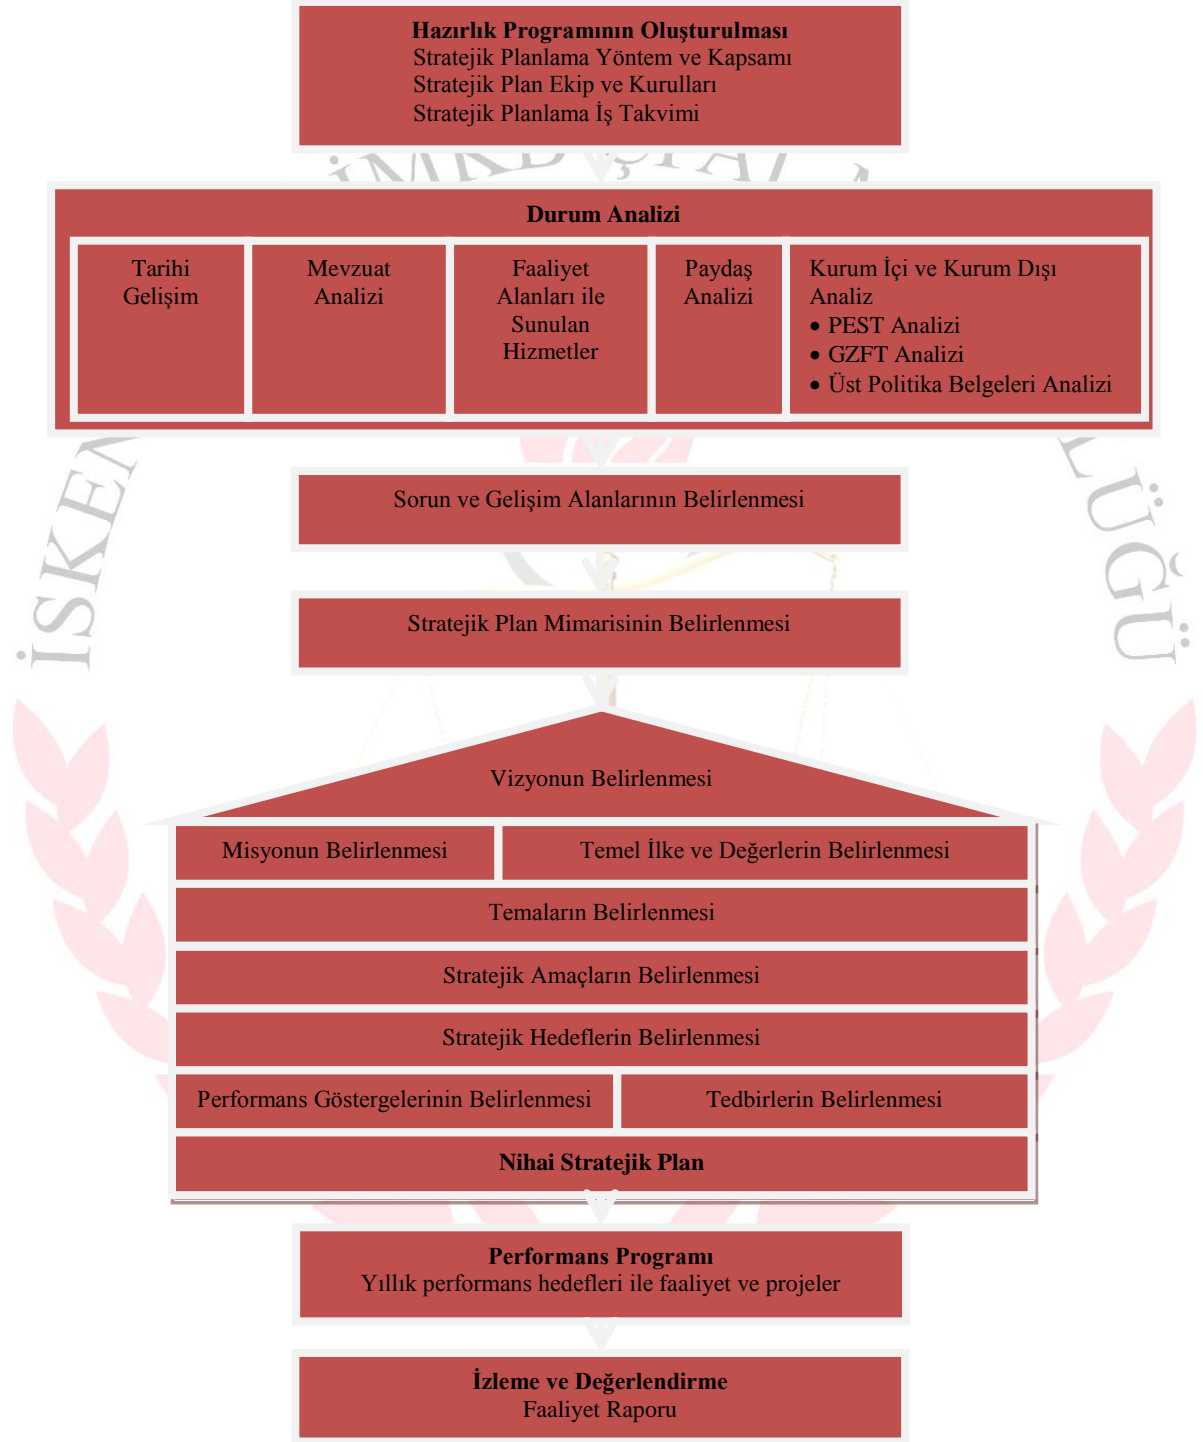 Hazırlık Programının Oluşturulması
Stratejik Planlama Yöntem ve Kapsamı
Stratejik Plan Ekip ve Kurulları
Stratejik Planlama İş Takvimi
Durum Analizi
Tarihi
Gelişim
Mevzuat
Analizi
Faaliyet
Alanları ile
Sunulan
Hizmetler
Paydaş
Analizi
Kurum İçi ve Kurum Dışı
Analiz
• PEST Analizi
• GZFT Analizi
• Üst Politika Belgeleri Analizi
Sorun ve Gelişim Alanlarının Belirlenmesi
Stratejik Plan Mimarisinin Belirlenmesi
Vizyonun Belirlenmesi
Misyonun Belirlenmesi
Temel İlke ve Değerlerin Belirlenmesi
Temaların Belirlenmesi
Stratejik Amaçların Belirlenmesi
Stratejik Hedeflerin Belirlenmesi
Performans Göstergelerinin Belirlenmesi
Tedbirlerin Belirlenmesi
Nihai Stratejik Plan
Performans Programı
Yıllık performans hedefleri ile faaliyet ve projeler
İzleme ve Değerlendirme
Faaliyet Raporu